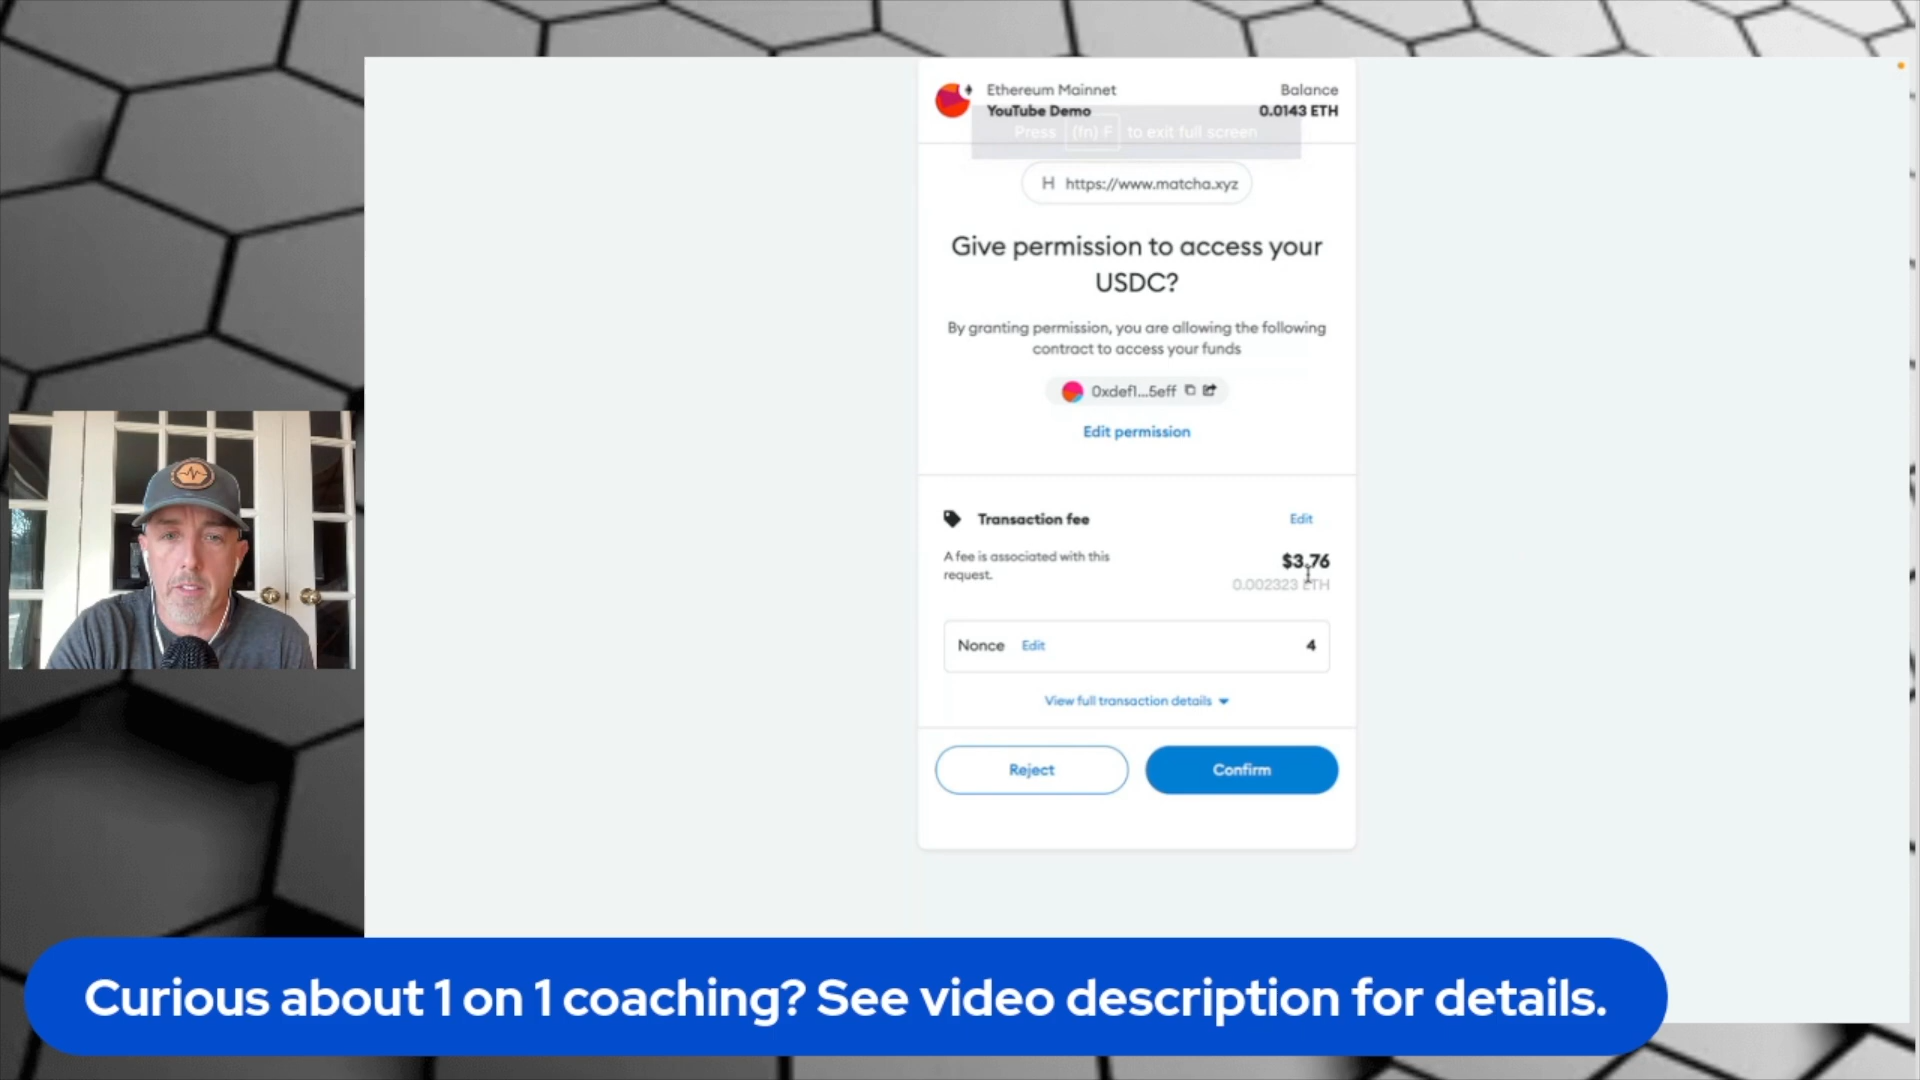 Ethereum Mainnet
YouTube Demo
Balance
0.0143 ETH
Press (fn) F to exit full screen
H https://www.matcha.xyz
Give permission to access your
USDC?
By granting permission, you are allowing the following
contract to access your funds
0xdef1...5eff
Edit permission
Transaction fee
Edit
A fee is associated with this
request.
$3.76
0.002323 ETH
Nonce Edit 4
View full transaction details
Reject
Confirm
Curious about 1 on 1 coaching? See video description for details.